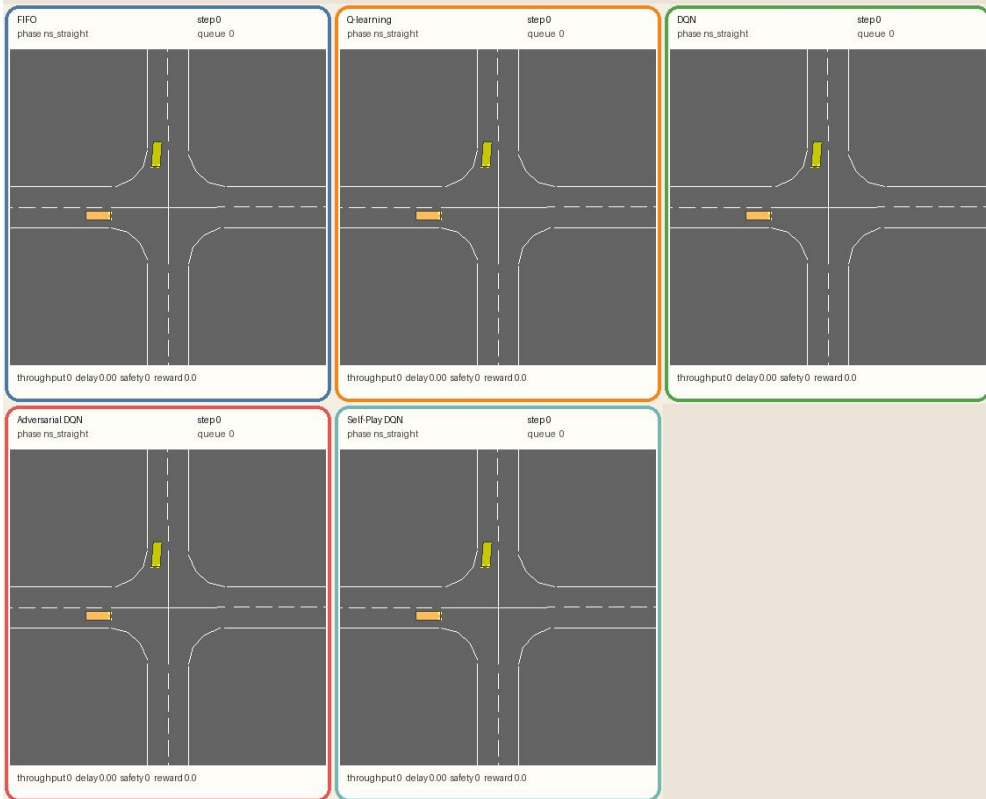 FIFO step 0
phase ns_straight queue 0
throughput 0 delay 0.00 safety 0 reward 0.0
Q-learning step 0
phase ns_straight queue 0
throughput 0 delay 0.00 safety 0 reward 0.0
DQN step 0
phase ns_straight queue 0
throughput 0 delay 0.00 safety 0 reward 0.0
Adversarial DQN step 0
phase ns_straight queue 0
throughput 0 delay 0.00 safety 0 reward 0.0
Self-Play DQN step 0
phase ns_straight queue 0
throughput 0 delay 0.00 safety 0 reward 0.0